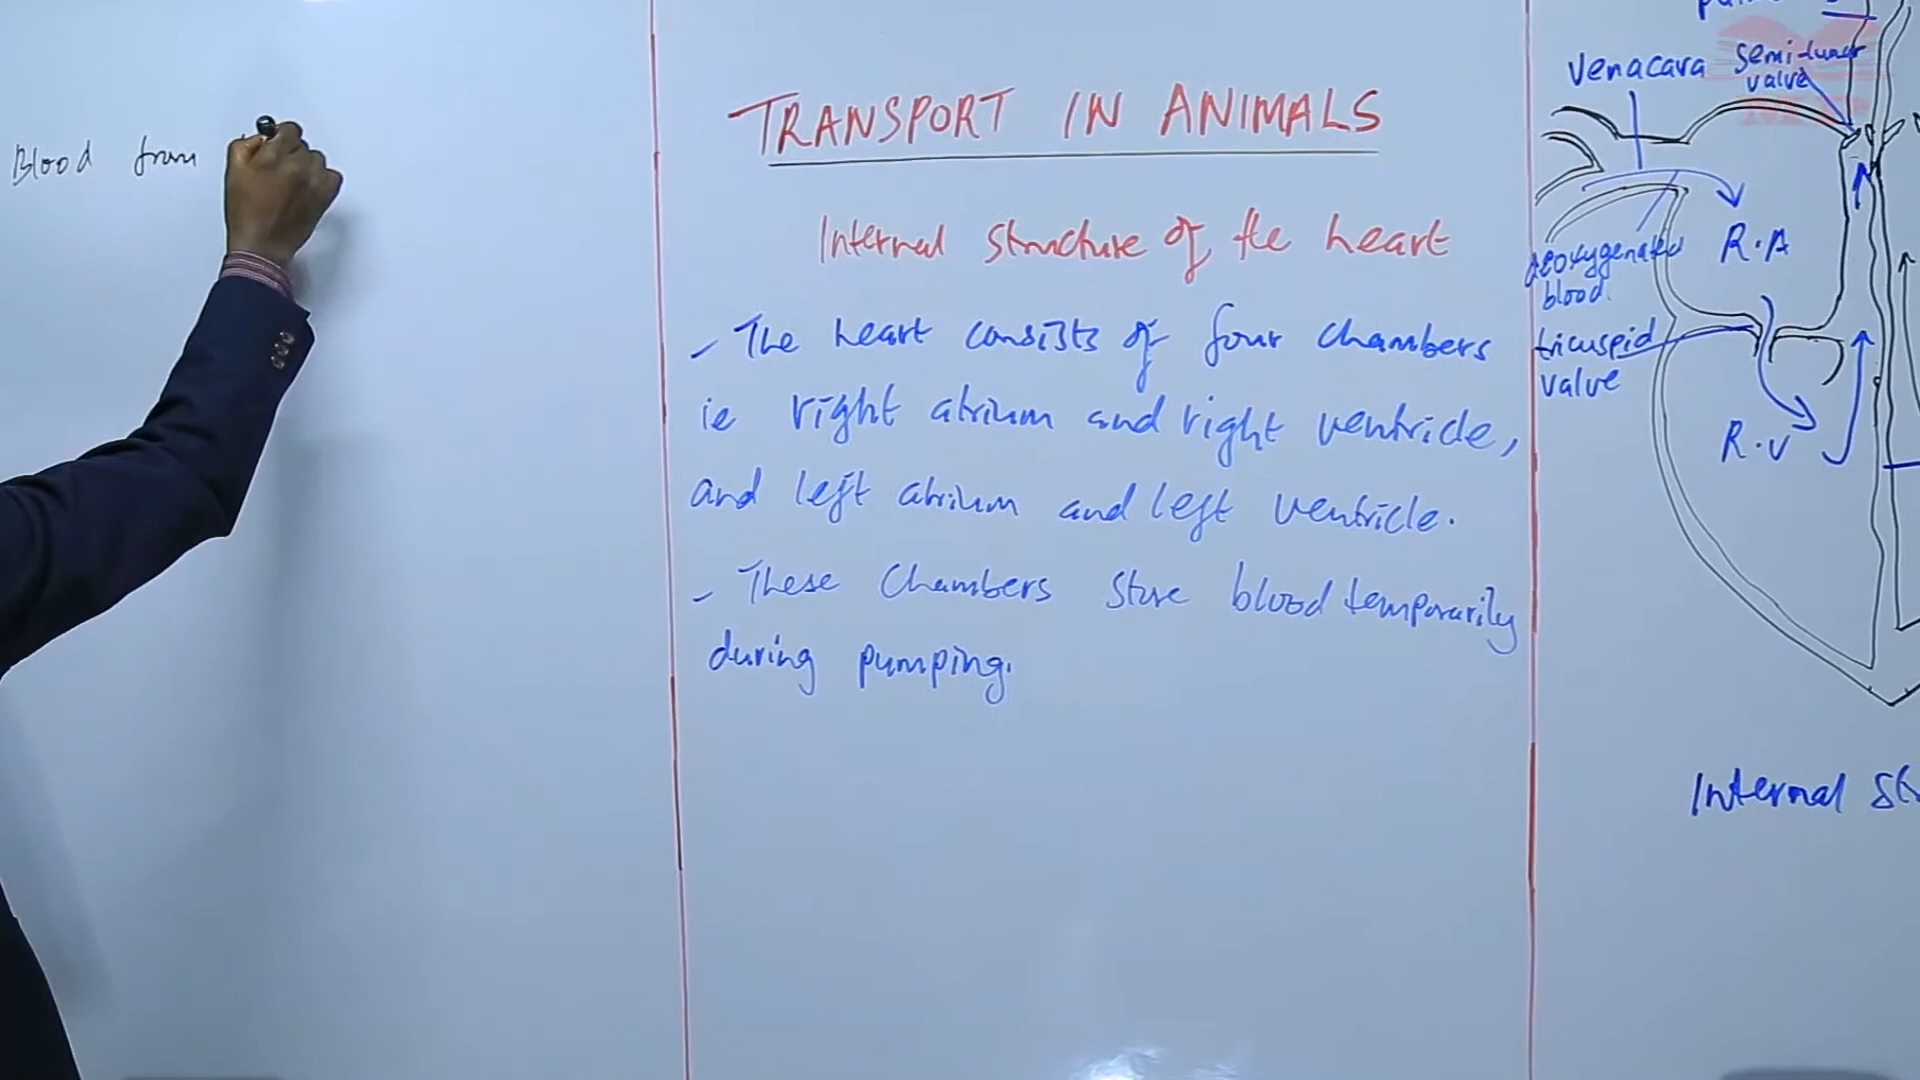 Blood from
TRANSPORT IN ANIMALS
Internal structure of the heart
- The heart consists of four chambers
ie right atrium and right ventricle,
and left atrium and left ventricle.
- These chambers store blood temporarily
during pumping.
venacava
semi-lunar
valve
R.A
deoxygenated
blood.
tricuspid
valve
R.V
Internal